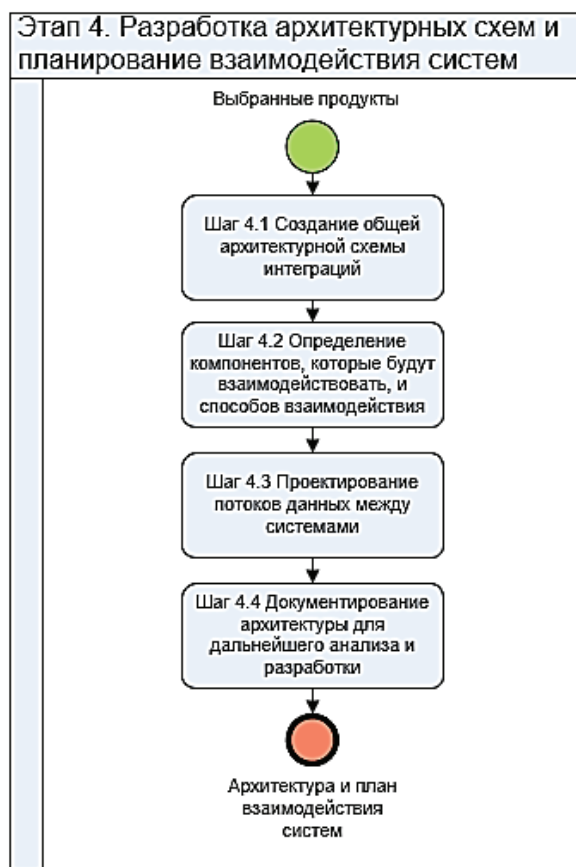 Этап 4. Разработка архитектурных схем и
планирование взаимодействия систем
Выбранные продукты
Шаг 4.1 Создание общей
архитектурной схемы
интеграций
Шаг 4.2 Определение
компонентов, которые будут
взаимодействовать, и
способов взаимодействия
Шаг 4.3 Проектирование
потоков данных между
системами
Шаг 4.4 Документирование
архитектуры для
дальнейшего анализа и
разработки
Архитектура и план
взаимодействия
систем